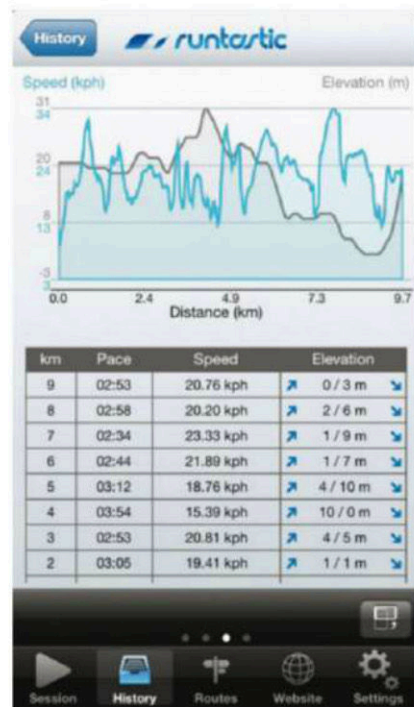 History runtastic
Speed (kph) Elevation (m)
31
34
20
24
8
13
-3
3
0.0 2.4 4.9 7.3 9.7
Distance (km)
km Pace Speed Elevation
9 02:53 20.76 kph 0 / 3 m
8 02:58 20.20 kph 2 / 6 m
7 02:34 23.33 kph 1 / 9 m
6 02:44 21.89 kph 1 / 7 m
5 03:12 18.76 kph 4 / 10 m
4 03:54 15.39 kph 10 / 0 m
3 02:53 20.81 kph 4 / 5 m
2 03:05 19.41 kph 1 / 1 m
Session History Routes Website Settings